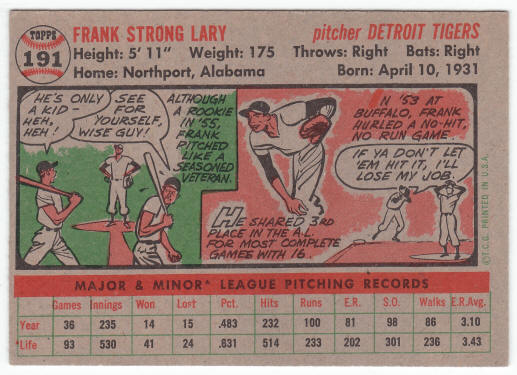 TOPPS
191
FRANK STRONG LARY
pitcher DETROIT TIGERS
Height: 5' 11" Weight: 175 Throws: Right Bats: Right
Home: Northport, Alabama Born: April 10, 1931
HE'S ONLY
A KID-
HEH,
HEH!
SEE
FOR
YOURSELF,
WISE GUY!
ALTHOUGH
A ROOKIE
IN '55,
FRANK
PITCHED
LIKE A
SEASONED
VETERAN.
HE SHARED 3RD
PLACE IN THE A.L.
FOR MOST COMPLETE
GAMES WITH 16.
IN '53 AT
BUFFALO, FRANK
HURLED A NO-HIT,
NO RUN GAME.
IF YA DON'T LET
'EM HIT IT, I'LL
LOSE MY JOB.
©T.C.G. PRINTED IN U.S.A.
MAJOR & MINOR* LEAGUE PITCHING RECORDS
Games Innings Won Lost Pct. Hits Runs E.R. S.O. Walks E.R.Avg.
Year 36 235 14 15 .483 232 100 81 98 86 3.10
*Life 93 530 41 24 .631 514 233 202 301 236 3.43